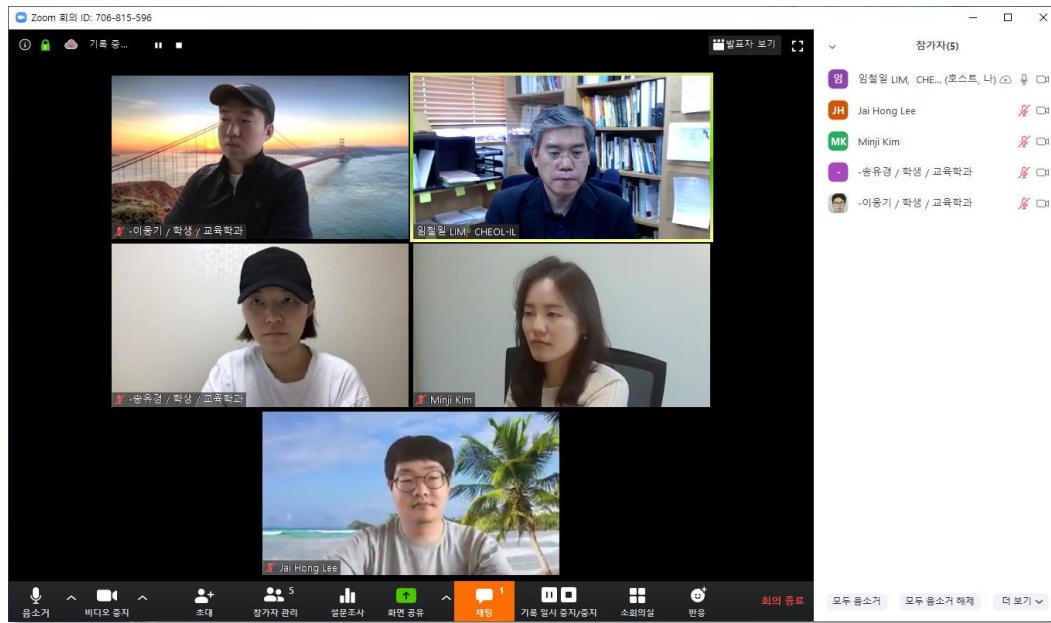 Zoom 회의 ID: 706-815-596
기록 중...
발표자 보기
참가자(5)
임
임철일 LIM, CHE... (호스트, 나)
JH
Jai Hong Lee
MK
Minji Kim
-
-송유경 / 학생 / 교육학과
-이웅기 / 학생 / 교육학과
-이웅기 / 학생 / 교육학과
임철일 LIM, CHEOL-IL
-송유경 / 학생 / 교육학과
Minji Kim
Jai Hong Lee
음소거
비디오 중지
초대
5
참가자 관리
설문조사
화면 공유
1
채팅
기록 일시 중지/중지
소회의실
반응
회의 종료
모두 음소거
모두 음소거 해제
더 보기